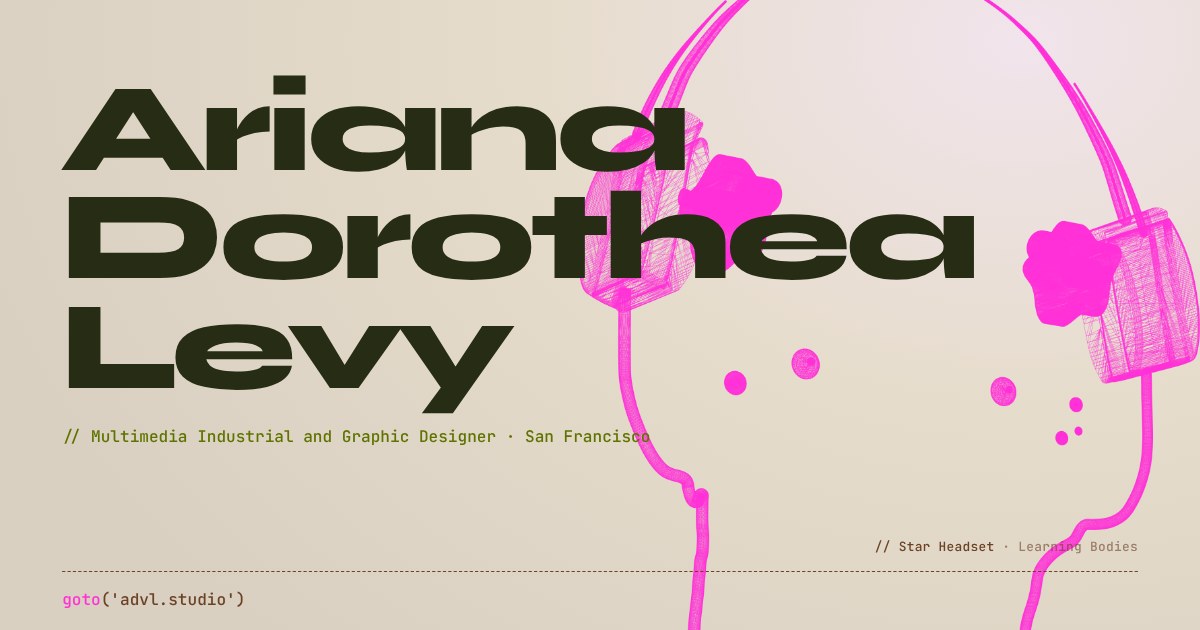 Ariana
Dorothea
Levy
// Multimedia Industrial and Graphic Designer · San Francisco
// Star Headset · Learning Bodies
goto('advl.studio')